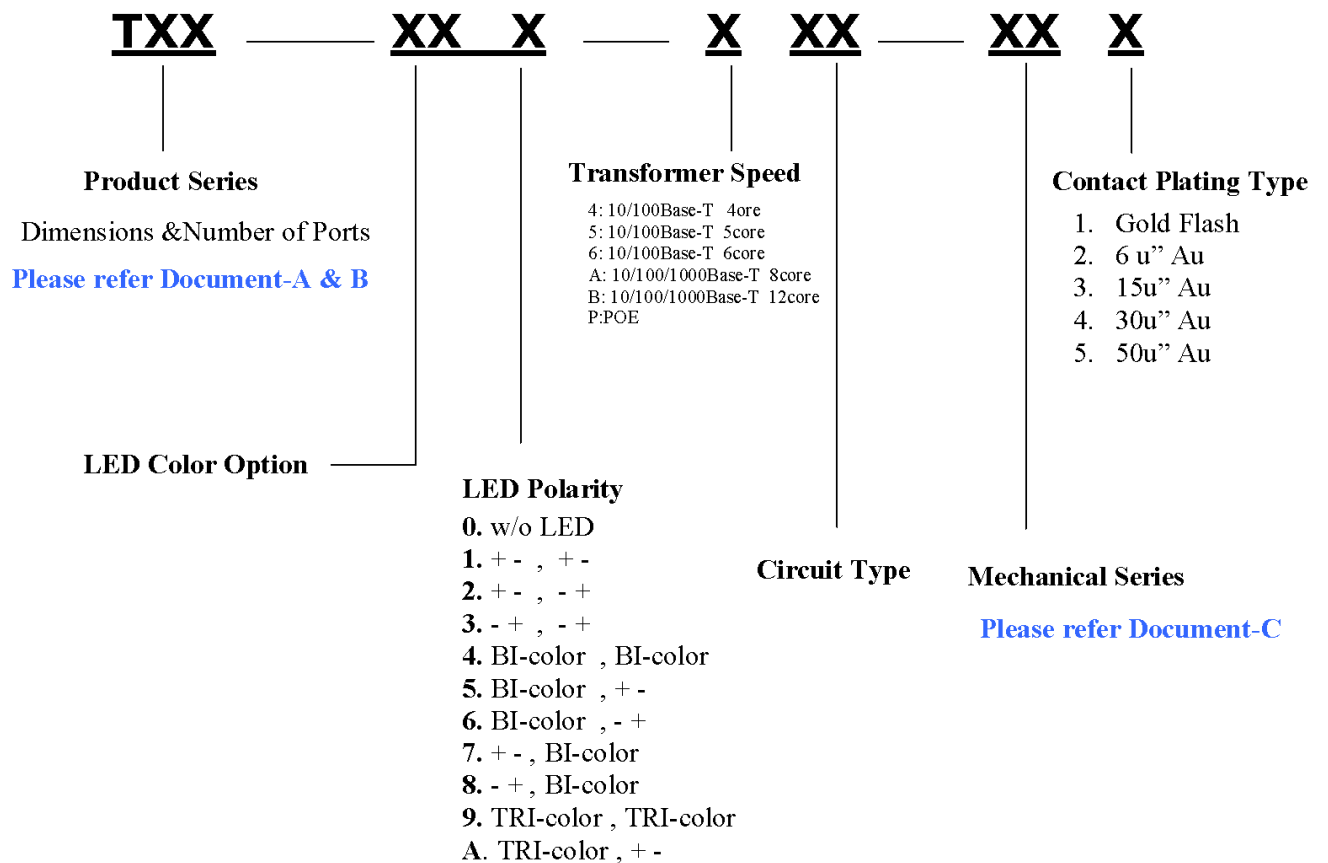 TXX XX X X XX XX X
Product Series
Dimensions &Number of Ports
Please refer Document-A & B
Transformer Speed
4: 10/100Base-T 4ore
5: 10/100Base-T 5core
6: 10/100Base-T 6core
A: 10/100/1000Base-T 8core
B: 10/100/1000Base-T 12core
P:POE
Contact Plating Type
1. Gold Flash
2. 6 u” Au
3. 15u” Au
4. 30u” Au
5. 50u” Au
LED Color Option
LED Polarity
0. w/o LED
1. + - , + -
2. + - , - +
3. - + , - +
4. BI-color , BI-color
5. BI-color , + -
6. BI-color , - +
7. + - , BI-color
8. - + , BI-color
9. TRI-color , TRI-color
A. TRI-color , + -
Circuit Type
Mechanical Series
Please refer Document-C